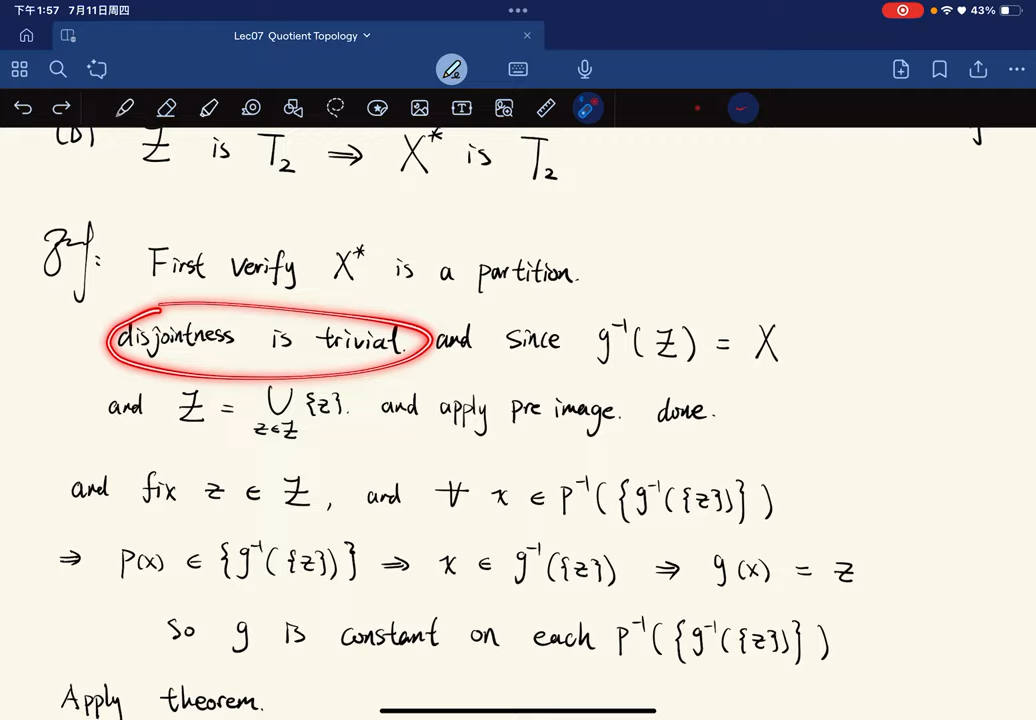 下午1:57 7月11日周四
43%
Lec07 Quotient Topology
(b) Z is T₂ ⇒ X* is T₂
pf: First verify X* is a partition.
disjointness is trivial. and since g⁻¹(Z) = X
and Z = ⋃_{z∈Z} {z}. and apply pre image. done.
and fix z ∈ Z, and ∀ x ∈ p⁻¹({g⁻¹({z})})
⇒ p(x) ∈ {g⁻¹({z})} ⇒ x ∈ g⁻¹({z}) ⇒ g(x) = z
So g is constant on each p⁻¹({g⁻¹({z})})
Apply theorem.